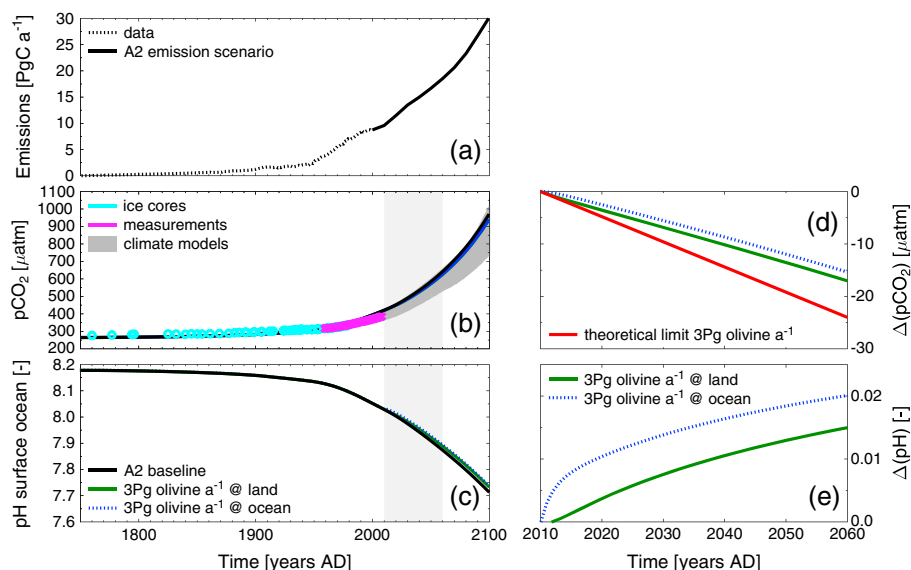 Emissions [PgC a⁻¹]
30
25
20
15
10
5
0
data
A2 emission scenario
(a)
pCO₂ [μatm]
1100
1000
900
800
700
600
500
400
300
200
ice cores
measurements
climate models
(b)
pH surface ocean [-]
8.2
8.1
8.0
7.9
7.8
7.7
7.6
A2 baseline
3Pg olivine a⁻¹ @ land
3Pg olivine a⁻¹ @ ocean
(c)
1800
1900
2000
2100
Time [years AD]
(d)
theoretical limit 3Pg olivine a⁻¹
0
-10
-20
-30
Δ(pCO₂) [μatm]
3Pg olivine a⁻¹ @ land
3Pg olivine a⁻¹ @ ocean
(e)
0.02
0.01
0.0
Δ(pH) [-]
2010
2020
2030
2040
2050
2060
Time [years AD]